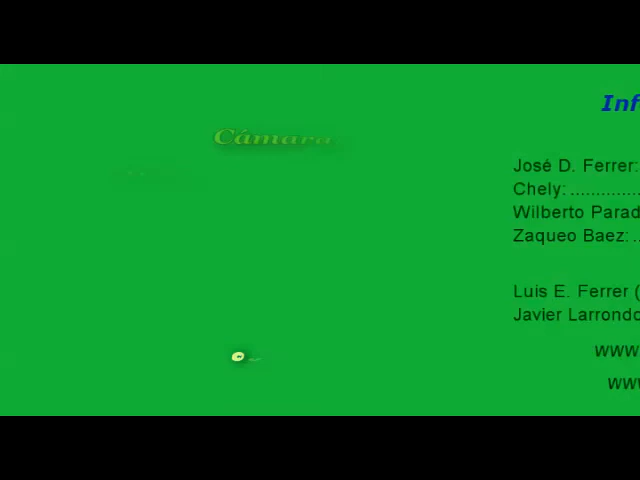 Inf
Cámara
José D. Ferrer:
Chely: ..............
Wilberto Parad
Zaqueo Baez: ..
Luis E. Ferrer (
Javier Larrondo
www.
www